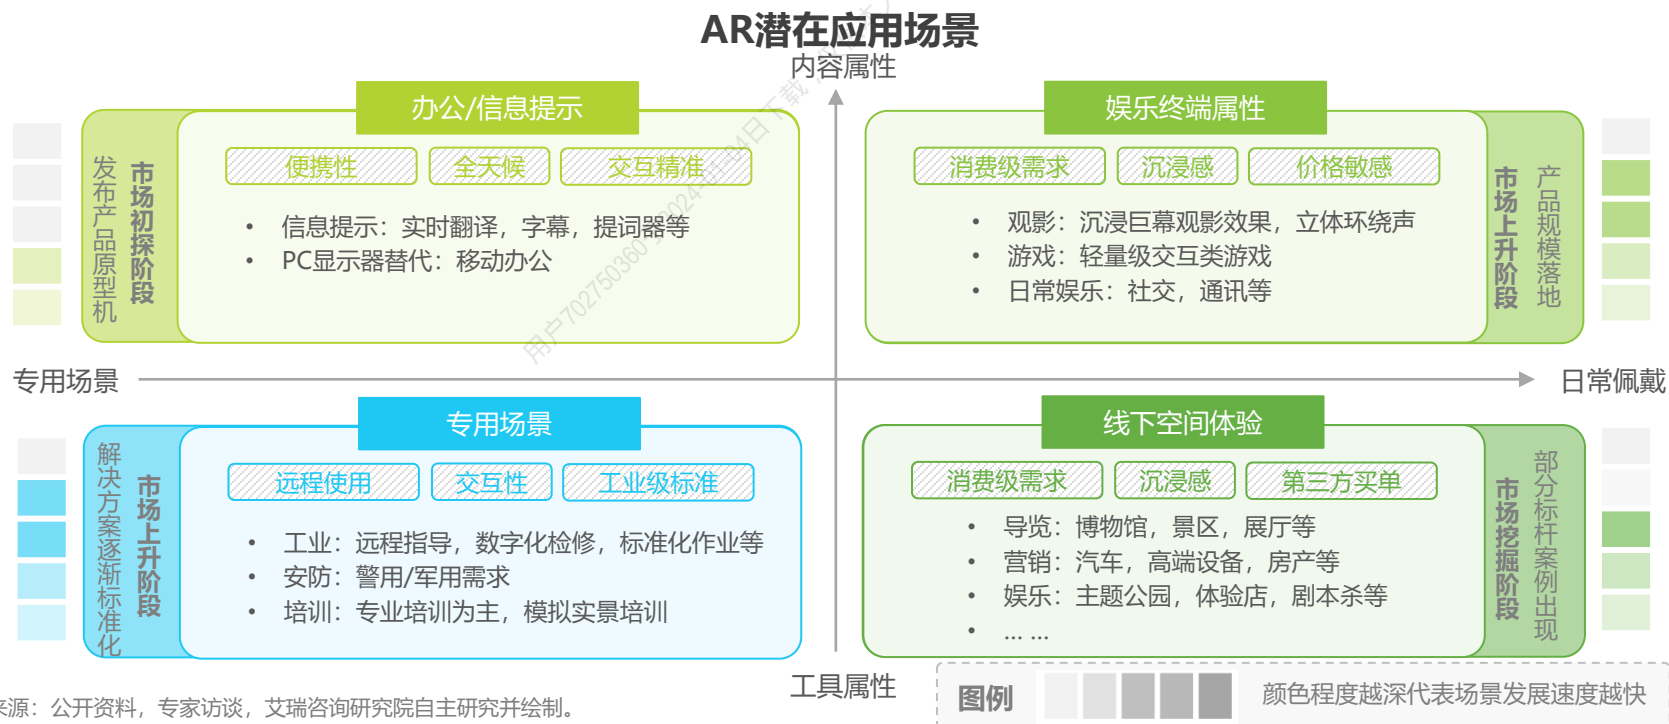 AR潜在应用场景
内容属性
办公/信息提示
便携性
全天候
交互精准
• 信息提示：实时翻译，字幕，提词器等
• PC显示器替代：移动办公
市场初探阶段
发布产品原型机
娱乐终端属性
消费级需求
沉浸感
价格敏感
• 观影：沉浸巨幕观影效果，立体环绕声
• 游戏：轻量级交互类游戏
• 日常娱乐：社交，通讯等
市场上升阶段
产品规模落地
专用场景
日常佩戴
专用场景
远程使用
交互性
工业级标准
• 工业：远程指导，数字化检修，标准化作业等
• 安防：警用/军用需求
• 培训：专业培训为主，模拟实景培训
市场上升阶段
解决方案逐渐标准化
线下空间体验
消费级需求
沉浸感
第三方买单
• 导览：博物馆，景区，展厅等
• 营销：汽车，高端设备，房产等
• 娱乐：主题公园，体验店，剧本杀等
• … …
市场挖掘阶段
部分标杆案例出现
工具属性
图例
颜色程度越深代表场景发展速度越快
来源：公开资料，专家访谈，艾瑞咨询研究院自主研究并绘制。